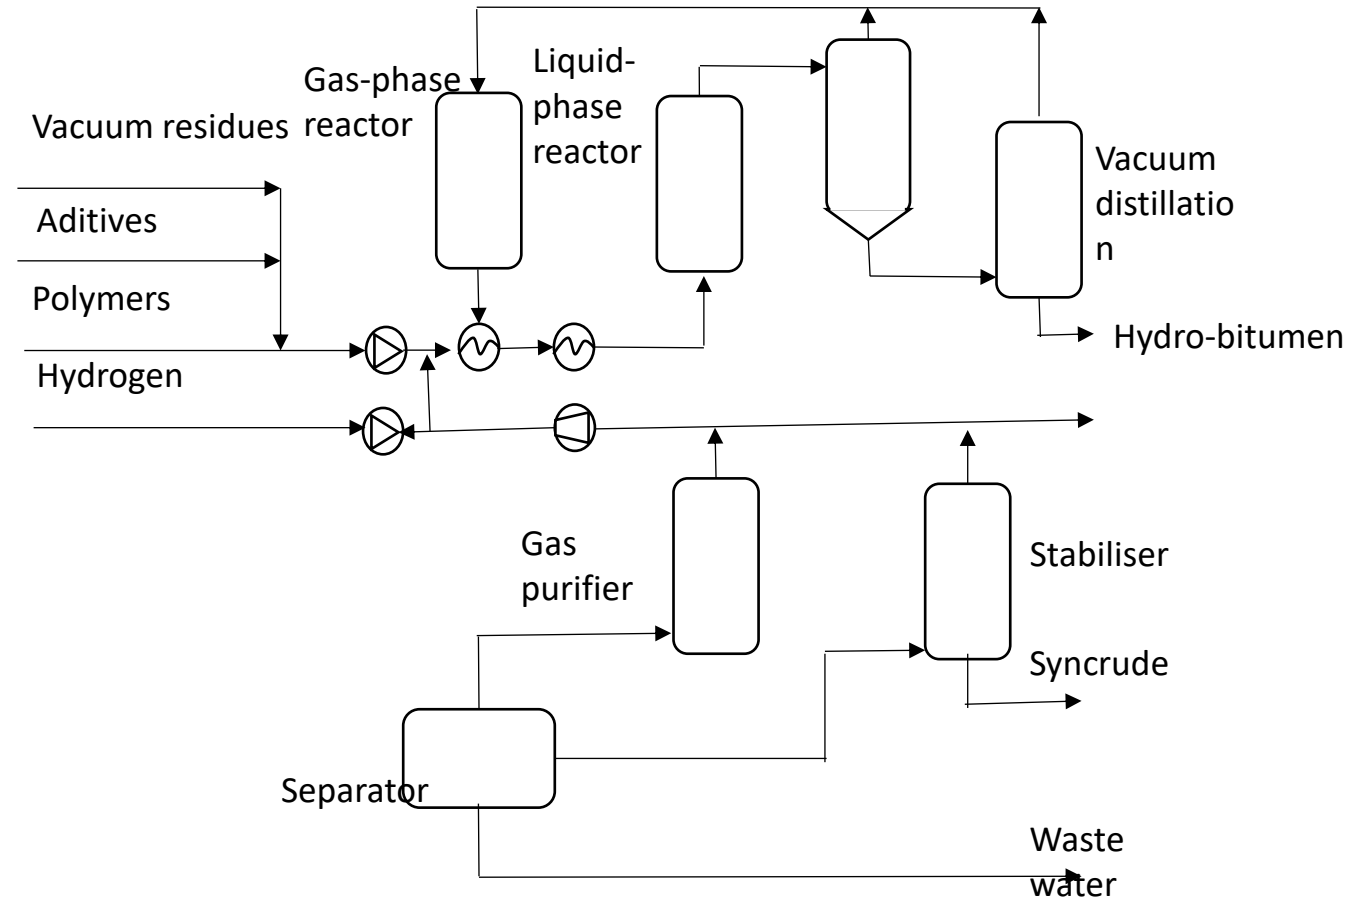 Gas-phase
reactor
Liquid-
phase
reactor
Vacuum residues
Aditives
Polymers
Hydrogen
Vacuum
distillatio
n
Hydro-bitumen
Gas
purifier
Stabiliser
Syncrude
Separator
Waste
water